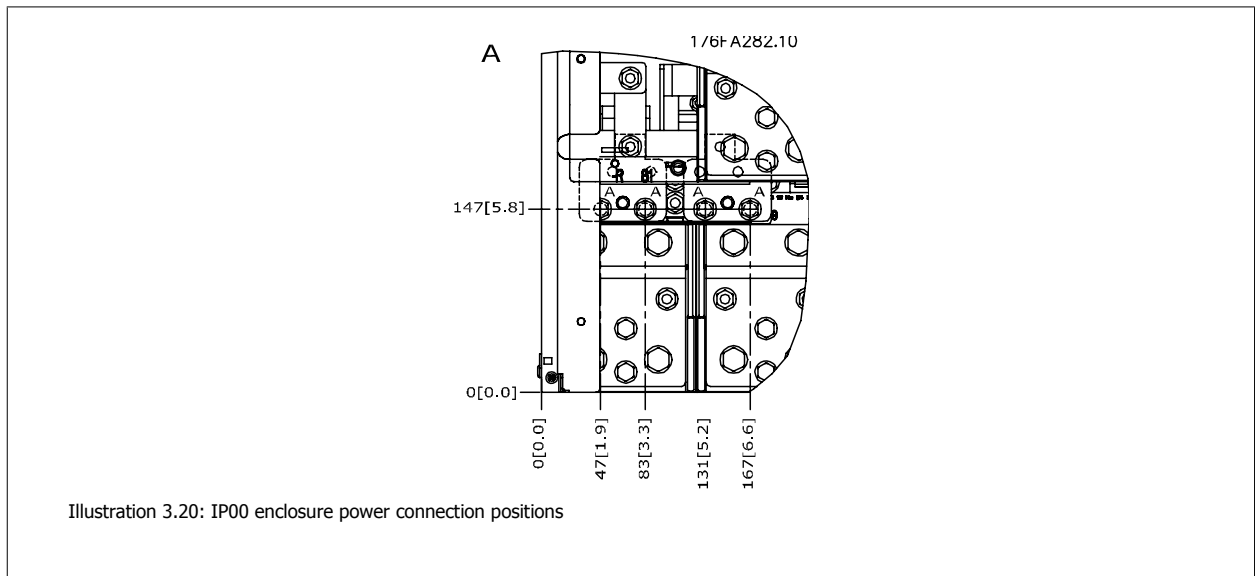 176FA282.10
A
R 81
A A A A
147[5.8]
0[0.0]
0[0.0]
47[1.9]
83[3.3]
131[5.2]
167[6.6]
Illustration 3.20: IP00 enclosure power connection positions